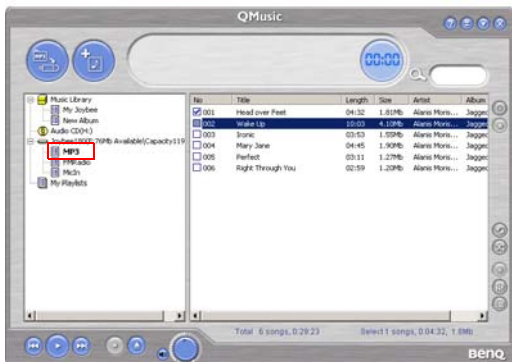 QMusic
MP3
00:00
Music Library
My Joybee
New Album
Audio CD(H:)
76Mb Available\Capacity119
MP3
FMRadio
MicIn
My Playlists
No Title Length Size Artist Album
001 Head over Feet 04:32 1.81Mb Alanis Moris... Jagged
002 Wake Up 10:03 4.10Mb Alanis Moris... Jagged
003 Ironic 03:53 1.55Mb Alanis Moris... Jagged
004 Mary Jane 04:45 1.90Mb Alanis Moris... Jagged
005 Perfect 03:11 1.27Mb Alanis Moris... Jagged
006 Right Through You 02:59 1.20Mb Alanis Moris... Jagged
Total 6 songs, 0:29:23
Select 1 songs, 0:04:32, 1.8Mb
BenQ